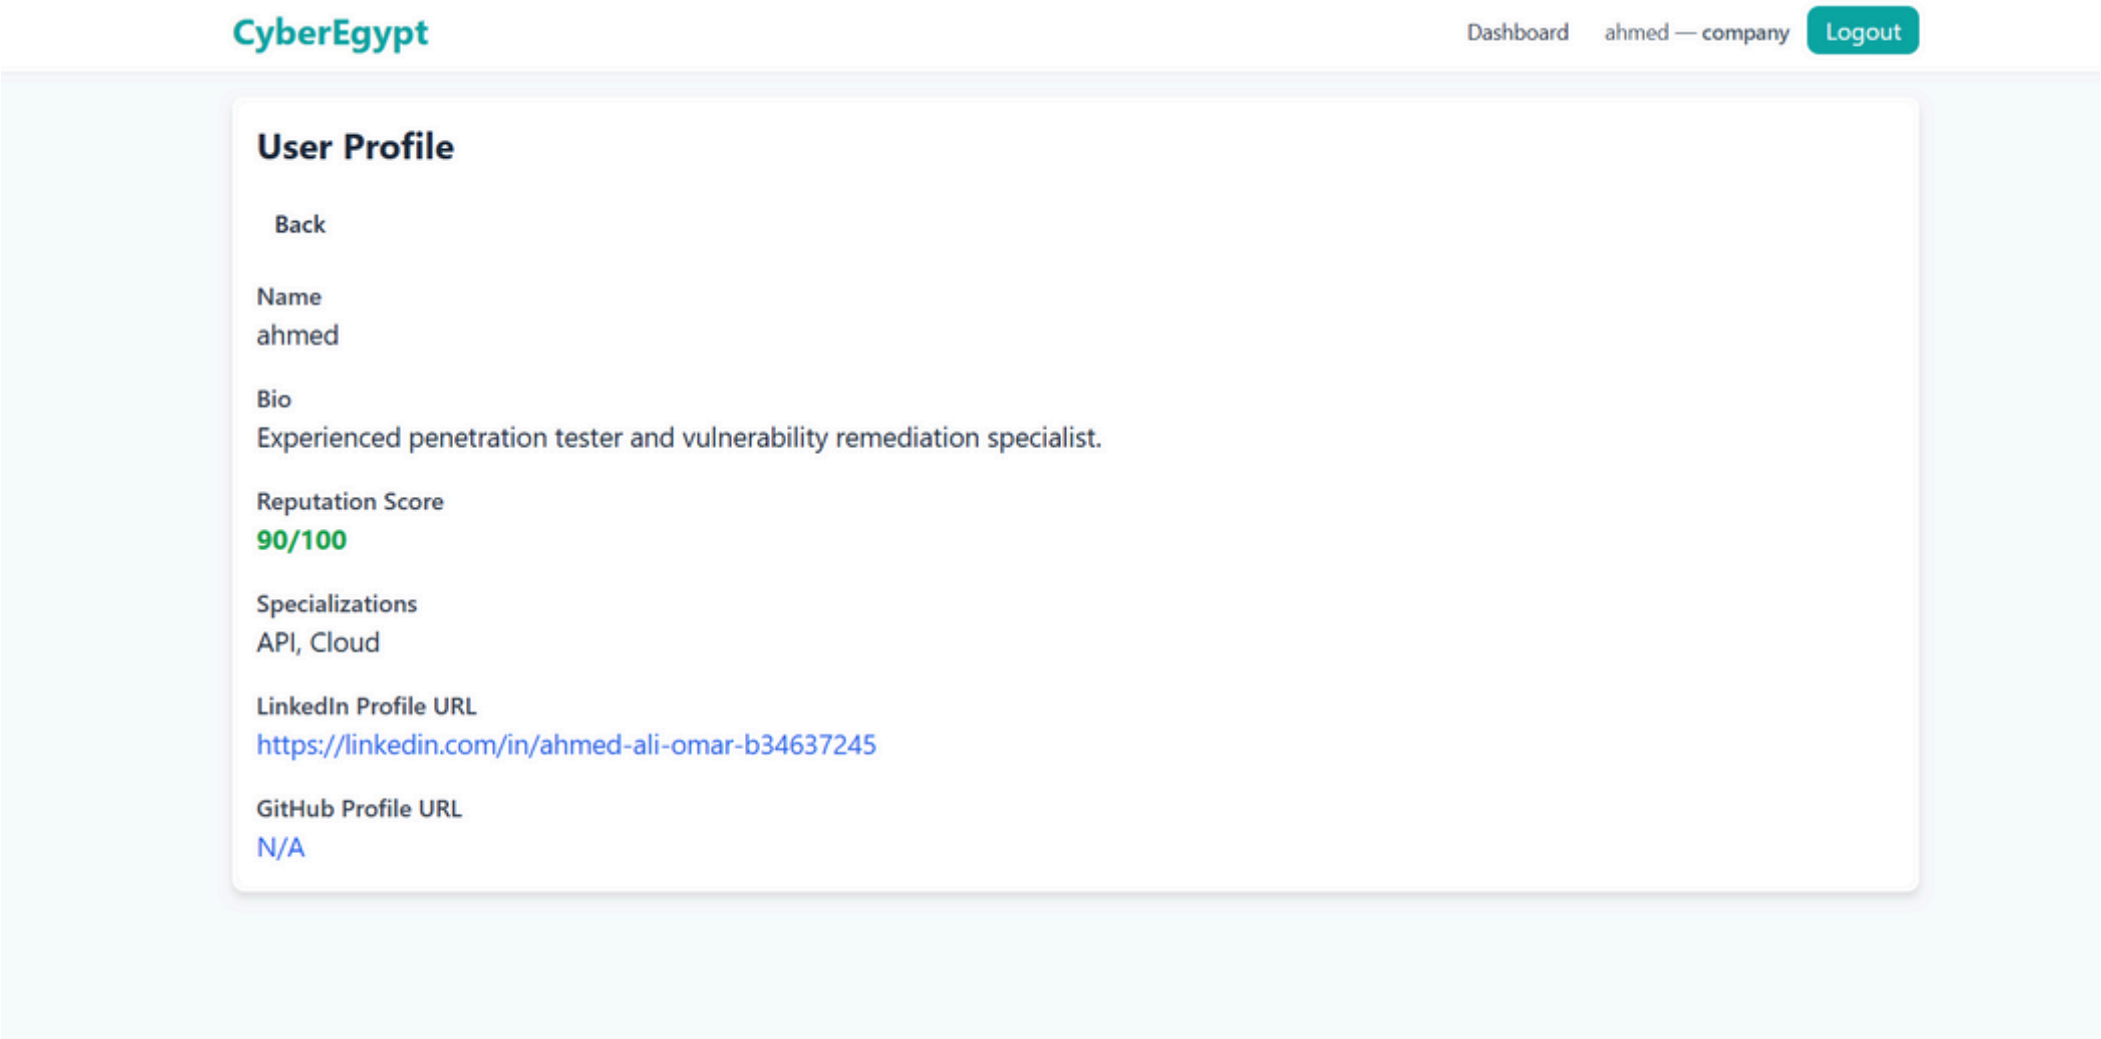 CyberEgypt
Dashboard ahmed — company Logout
User Profile
Back
Name
ahmed
Bio
Experienced penetration tester and vulnerability remediation specialist.
Reputation Score
90/100
Specializations
API, Cloud
LinkedIn Profile URL
https://linkedin.com/in/ahmed-ali-omar-b34637245
GitHub Profile URL
N/A